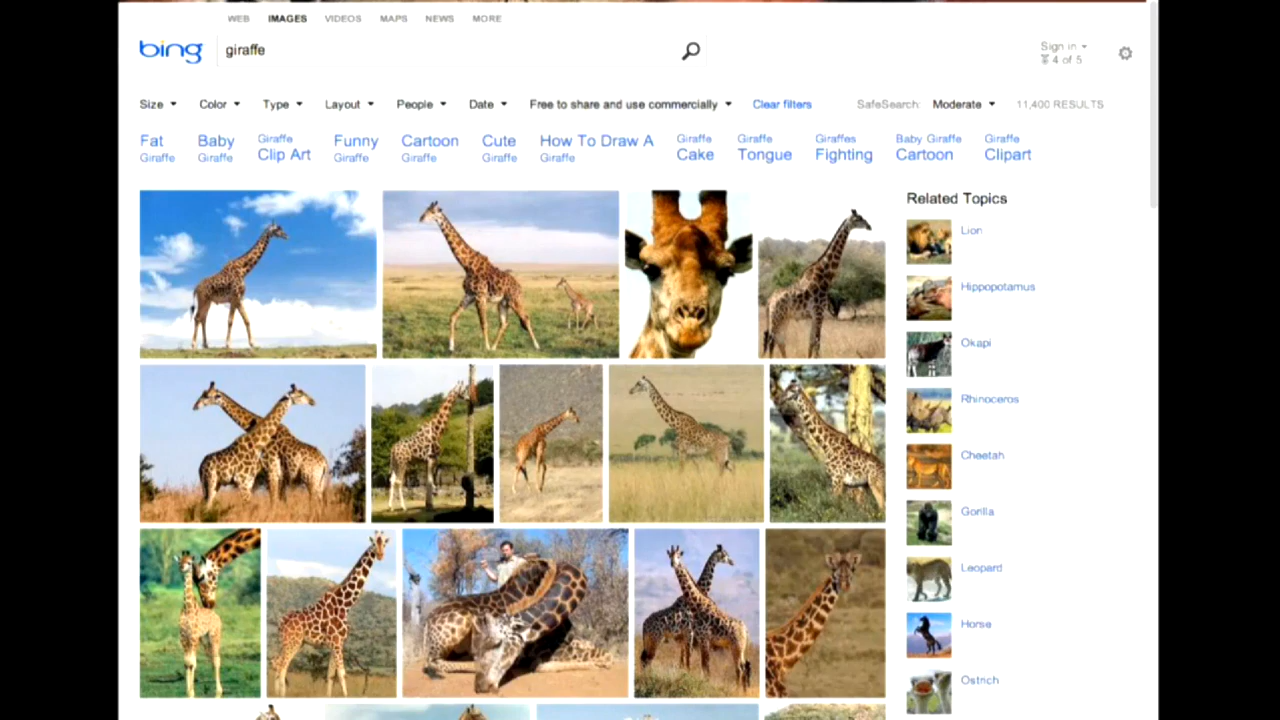 WEB IMAGES VIDEOS MAPS NEWS MORE
bing giraffe
Sign in
4 of 5
Size Color Type Layout People Date Free to share and use commercially Clear filters SafeSearch: Moderate 11,400 RESULTS
Fat Giraffe
Baby Giraffe
Giraffe Clip Art
Funny Giraffe
Cartoon Giraffe
Cute Giraffe
How To Draw A Giraffe
Giraffe Cake
Giraffe Tongue
Giraffes Fighting
Baby Giraffe Cartoon
Giraffe Clipart
Related Topics
Lion
Hippopotamus
Okapi
Rhinoceros
Cheetah
Gorilla
Leopard
Horse
Ostrich